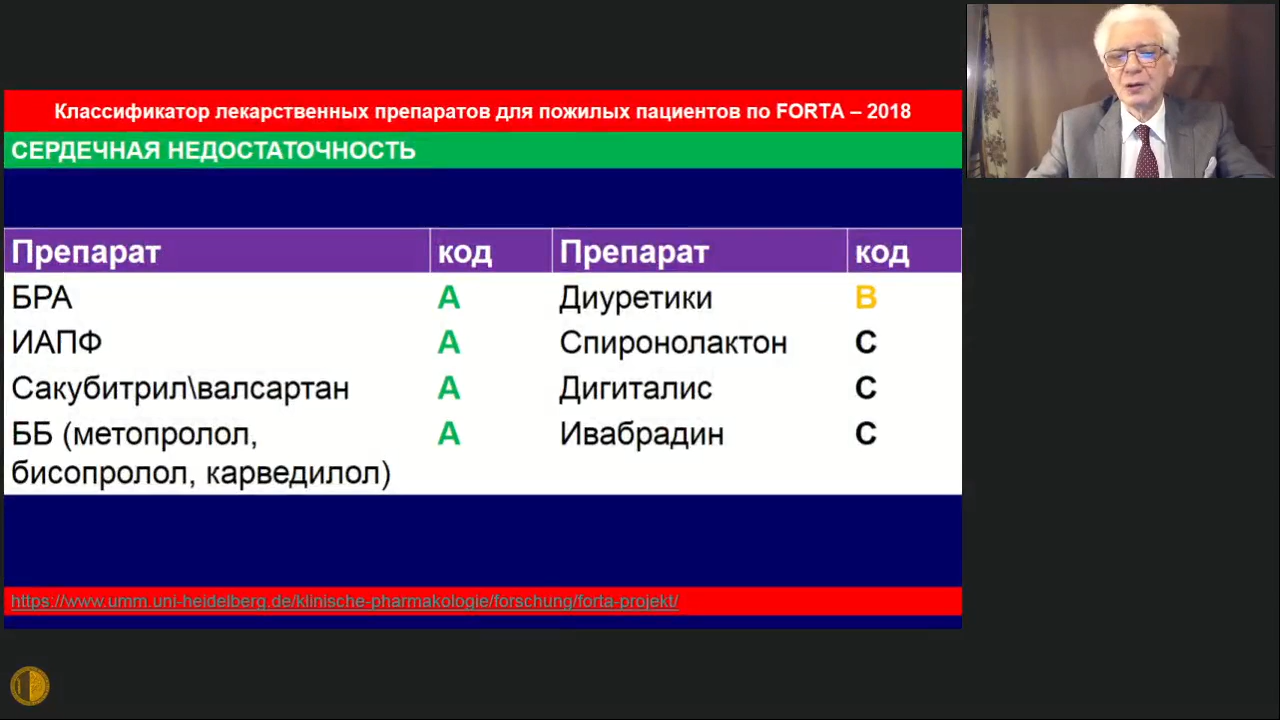 Классификатор лекарственных препаратов для пожилых пациентов по FORTA – 2018
СЕРДЕЧНАЯ НЕДОСТАТОЧНОСТЬ
Препарат код Препарат код
БРА A Диуретики B
ИАПФ A Спиронолактон C
Сакубитрил\валсартан A Дигиталис C
ББ (метопролол, A Ивабрадин C
бисопролол, карведилол)
https://www.umm.uni-heidelberg.de/klinische-pharmakologie/forschung/forta-projekt/